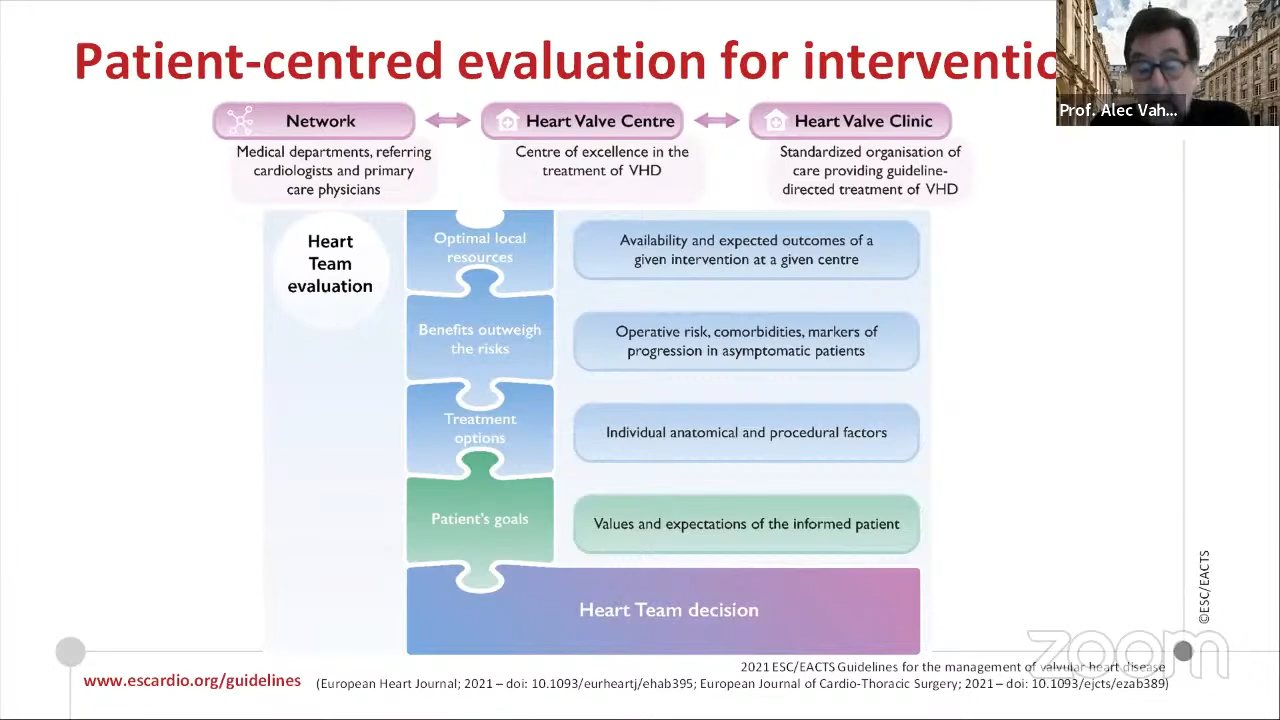 Patient-centred evaluation for interventio
Prof. Alec Vah...
Network
Heart Valve Centre
Heart Valve Clinic
Medical departments, referring
cardiologists and primary
care physicians
Centre of excellence in the
treatment of VHD
Standardized organisation of
care providing guideline-
directed treatment of VHD
Heart
Team
evaluation
Optimal local
resources
Availability and expected outcomes of a
given intervention at a given centre
Benefits outweigh
the risks
Operative risk, comorbidities, markers of
progression in asymptomatic patients
Treatment
options
Individual anatomical and procedural factors
Patient's goals
Values and expectations of the informed patient
Heart Team decision
©ESC/EACTS
zoom
2021 ESC/EACTS Guidelines for the management of valvular heart disease
www.escardio.org/guidelines
(European Heart Journal; 2021 – doi: 10.1093/eurheartj/ehab395; European Journal of Cardio-Thoracic Surgery; 2021 – doi: 10.1093/ejcts/ezab389)